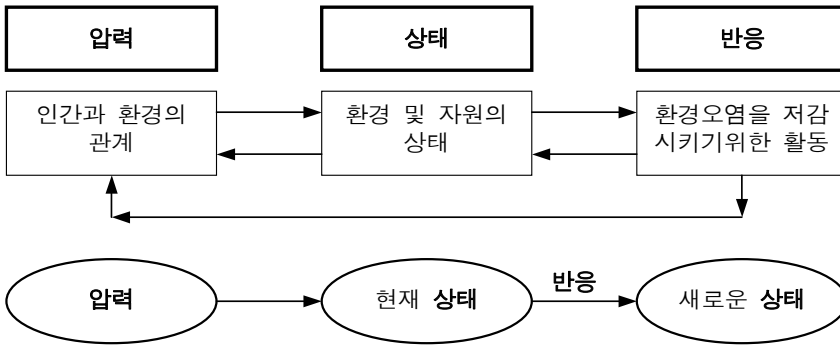 압력
상태
반응
인간과 환경의
관계
환경 및 자원의
상태
환경오염을 저감
시키기위한 활동
압력
현재 상태
반응
새로운 상태